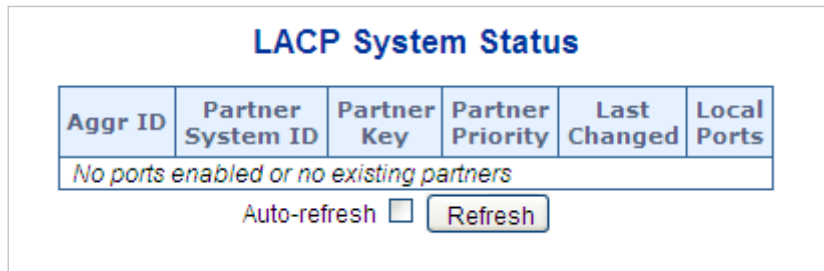 LACP System Status
Aggr ID Partner System ID Partner Key Partner Priority Last Changed Local Ports
No ports enabled or no existing partners
Auto-refresh Refresh